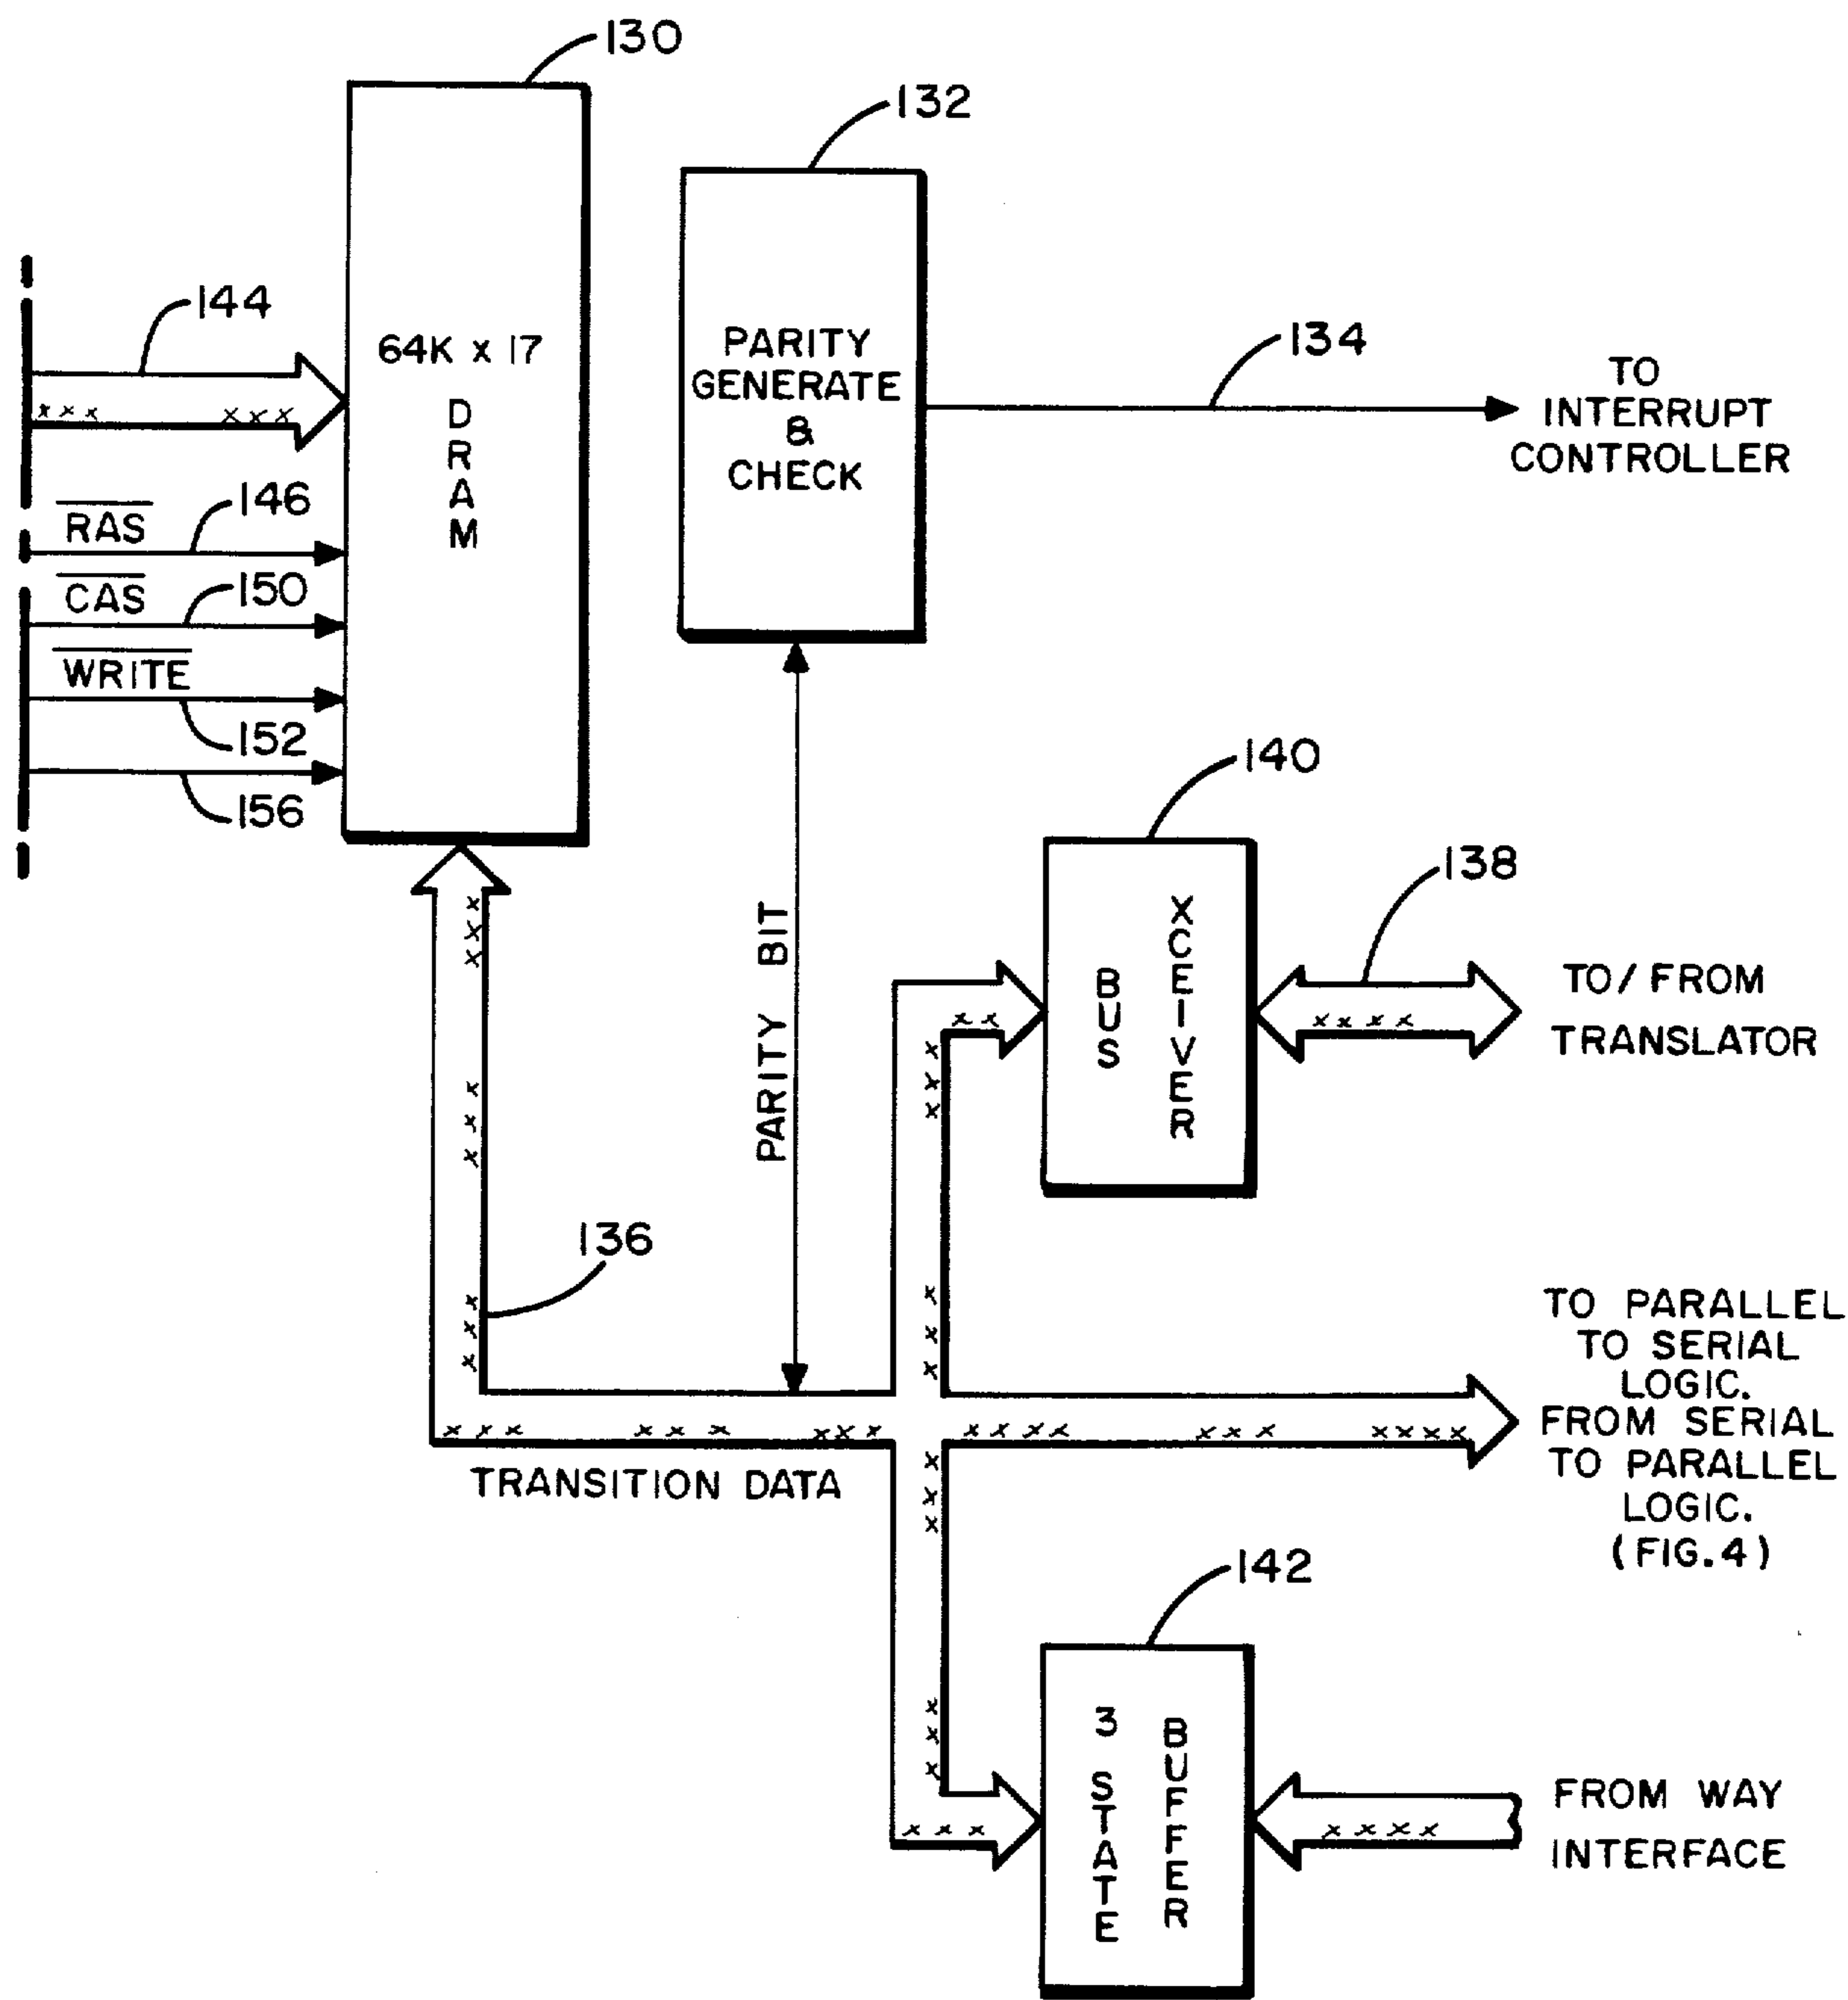 130
132
144
64K x 17
DRAM
PARITY
GENERATE
&
CHECK
134
TO
INTERRUPT
CONTROLLER
RAS
146
CAS
150
WRITE
152
156
140
138
BUS
XCEIVER
TO/FROM
TRANSLATOR
PARITY BIT
136
TO PARALLEL
TO SERIAL
LOGIC.
FROM SERIAL
TO PARALLEL
LOGIC.
(FIG.4)
TRANSITION DATA
142
3 STATE
BUFFER
FROM WAY
INTERFACE